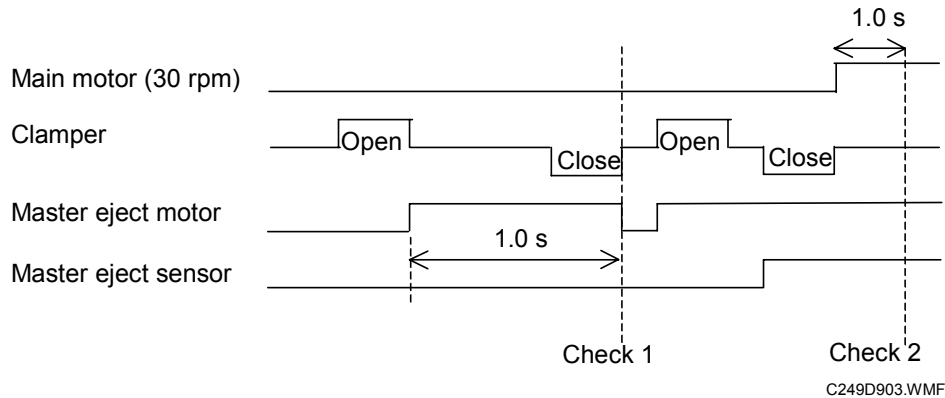 1.0 s
Main motor (30 rpm)
Clamper
Open
Close
Open
Close
Master eject motor
1.0 s
Master eject sensor
Check 1
Check 2
C249D903.WMF